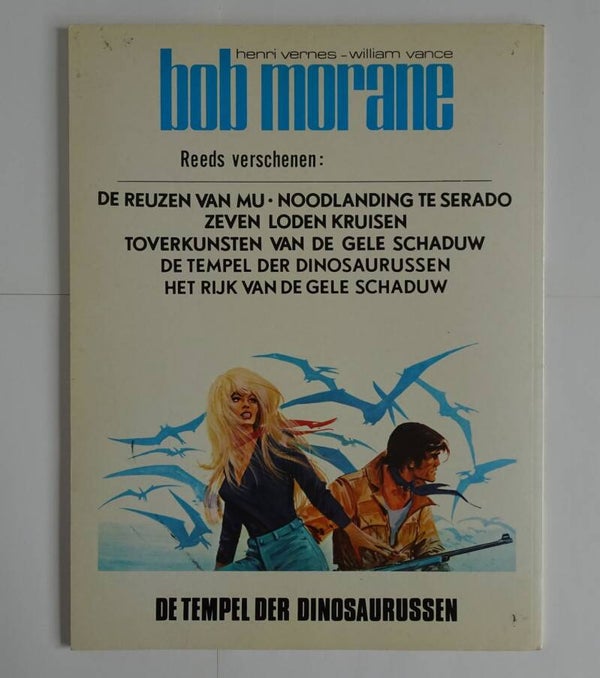 henri vernes - william vance
bob morane
Reeds verschenen:
DE REUZEN VAN MU • NOODLANDING TE SERADO
ZEVEN LODEN KRUISEN
TOVERKUNSTEN VAN DE GELE SCHADUW
DE TEMPEL DER DINOSAURUSSEN
HET RIJK VAN DE GELE SCHADUW
DE TEMPEL DER DINOSAURUSSEN